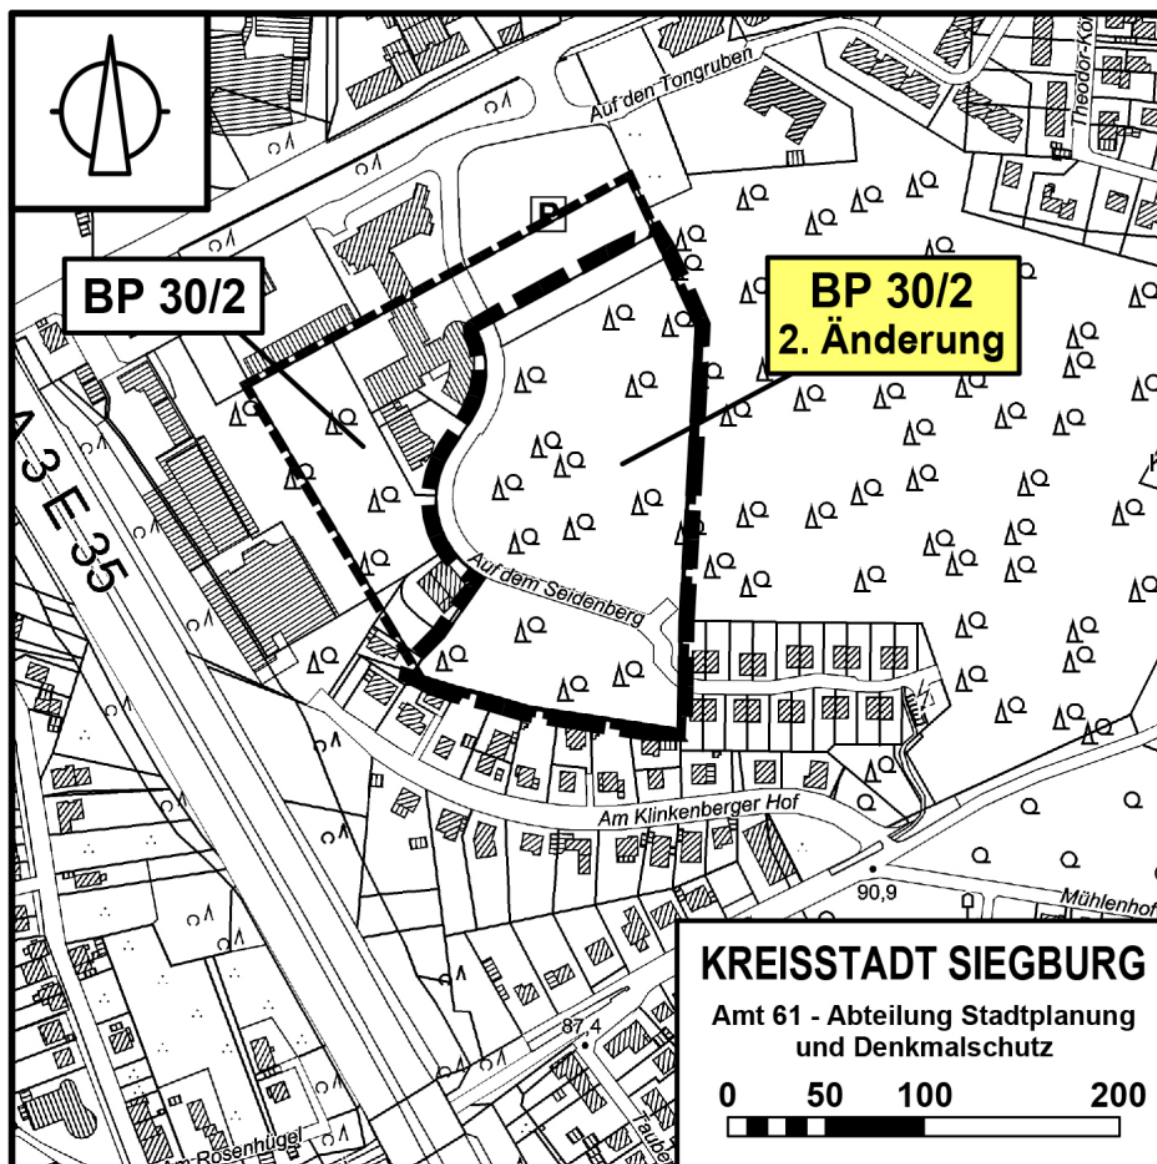 Auf den Tongruben
P
BP 30/2
BP 30/2
2. Änderung
A 3 E 35
Auf dem Seidenberg
Am Klinkenberger Hof
90,9
Mühlenhof
KREISSTADT SIEGBURG
Amt 61 - Abteilung Stadtplanung
und Denkmalschutz
0 50 100 200
87,4
Am Rosenhügel